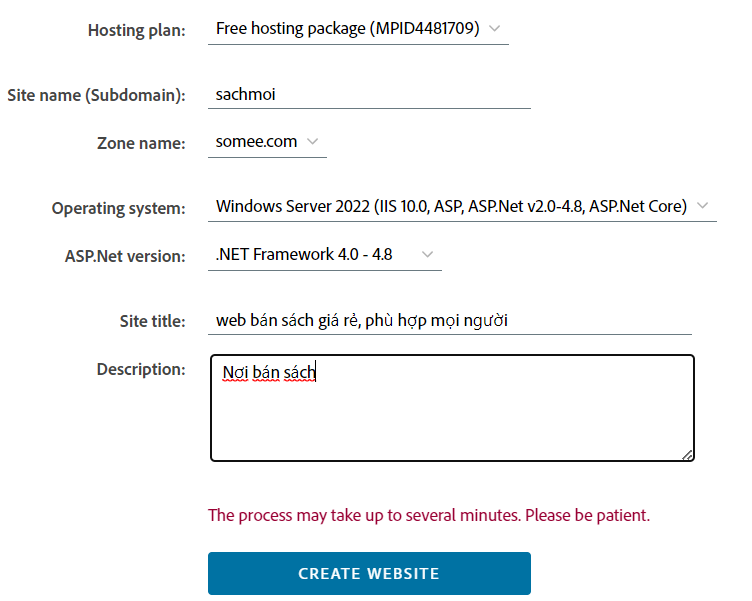 Hosting plan: Free hosting package (MPID4481709)
Site name (Subdomain): sachmoi
Zone name: somee.com
Operating system: Windows Server 2022 (IIS 10.0, ASP, ASP.Net v2.0-4.8, ASP.Net Core)
ASP.Net version: .NET Framework 4.0 - 4.8
Site title: web bán sách giá rẻ, phù hợp mọi người
Description: Nơi bán sách
The process may take up to several minutes. Please be patient.
CREATE WEBSITE